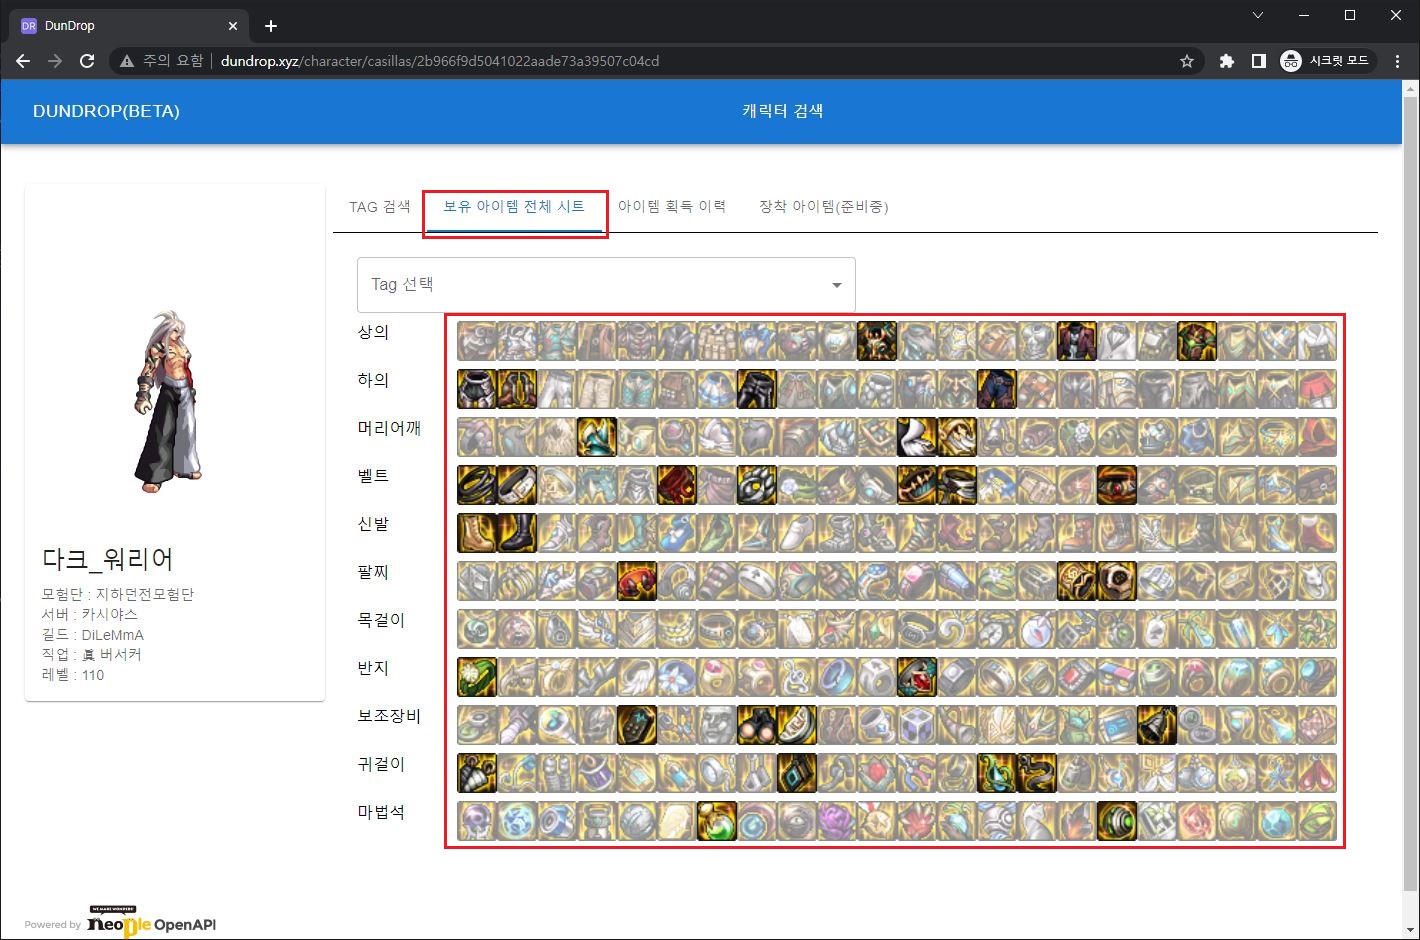 DR DunDrop
주의 요함 dundrop.xyz/character/casillas/2b966f9d5041022aade73a39507c04cd 시크릿 모드
DUNDROP(BETA) 캐릭터 검색
TAG 검색 보유 아이템 전체 시트 아이템 획득 이력 장착 아이템(준비중)
Tag 선택
상의
하의
머리어깨
벨트
신발
팔찌
목걸이
반지
보조장비
귀걸이
마법석
다크_워리어
모험단 : 지하던전모험단
서버 : 카시야스
길드 : DiLeMmA
직업 : 眞 버서커
레벨 : 110
WE MAKE WONDERS!
Powered by neople OpenAPI